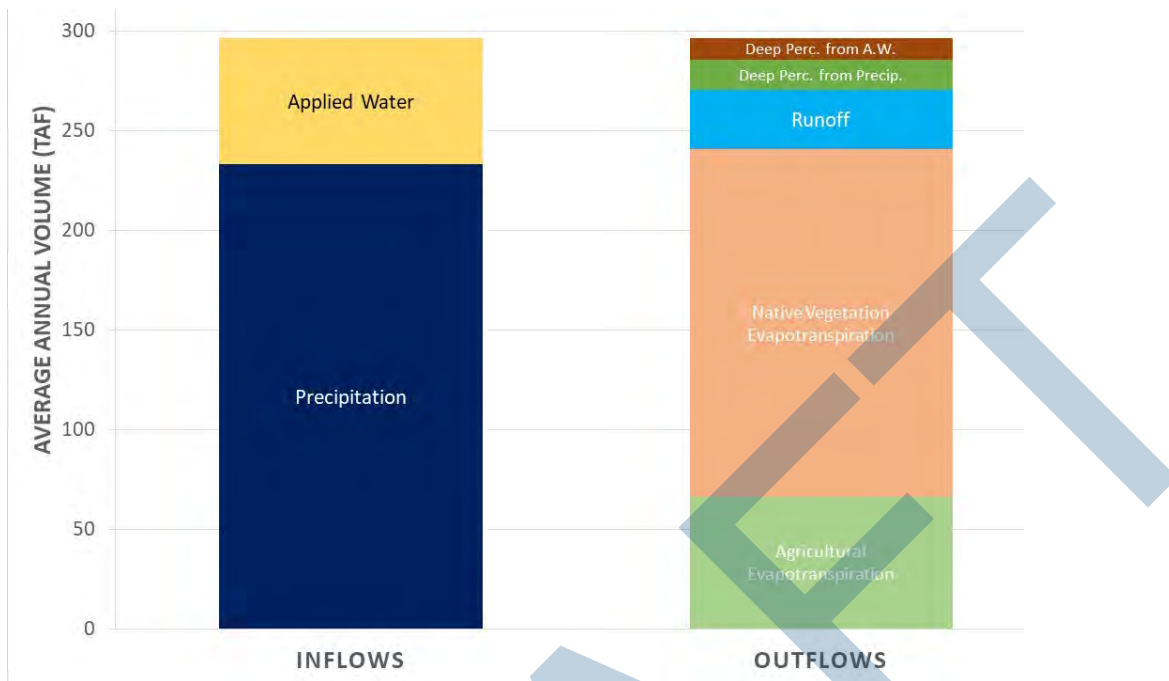 AVERAGE ANNUAL VOLUME (TAF)
300
250
200
150
100
50
0
Applied Water
Precipitation
Deep Perc. from A.W.
Deep Perc. from Precip.
Runoff
Native Vegetation
Evapotranspiration
Agricultural
Evapotranspiration
INFLOWS
OUTFLOWS